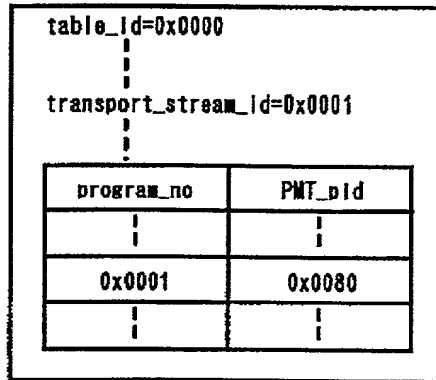 table_id=0x0000
transport_stream_id=0x0001
program_no PMT_pid
0x0001 0x0080